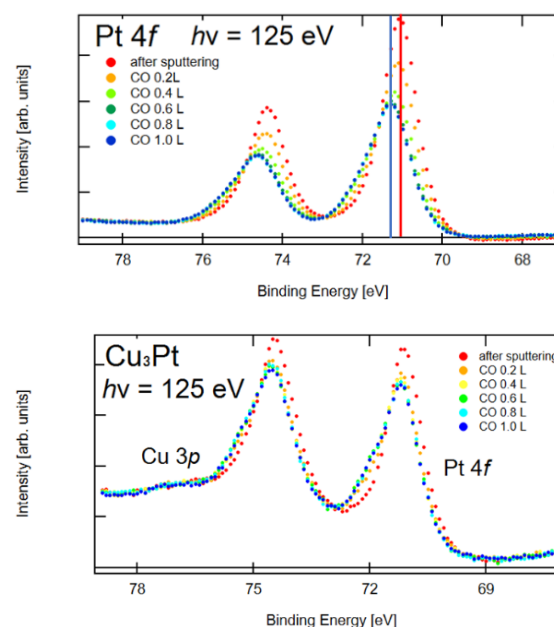 Pt 4f hν = 125 eV
after sputtering
CO 0.2L
CO 0.4 L
CO 0.6 L
CO 0.8 L
CO 1.0 L
Intensity [arb. units]
78 76 74 72 70 68
Binding Energy [eV]
Cu₃Pt
hν = 125 eV
after sputtering
CO 0.2 L
CO 0.4 L
CO 0.6 L
CO 0.8 L
CO 1.0 L
Cu 3p
Pt 4f
Intensity [arb. units]
78 75 72 69
Binding Energy [eV]